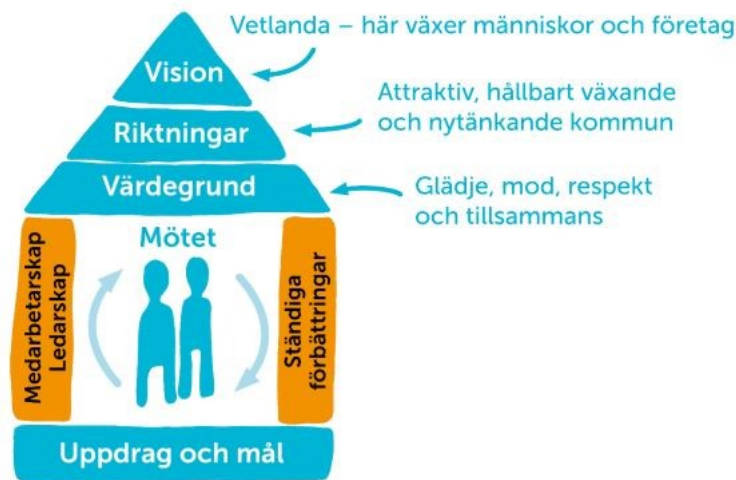 Vetlanda – här växer människor och företag
Vision
Attraktiv, hållbart växande
och nytänkande kommun
Riktningar
Värdegrund
Glädje, mod, respekt
och tillsammans
Mötet
Medarbetarskap
Ledarskap
Ständiga
förbättringar
Uppdrag och mål